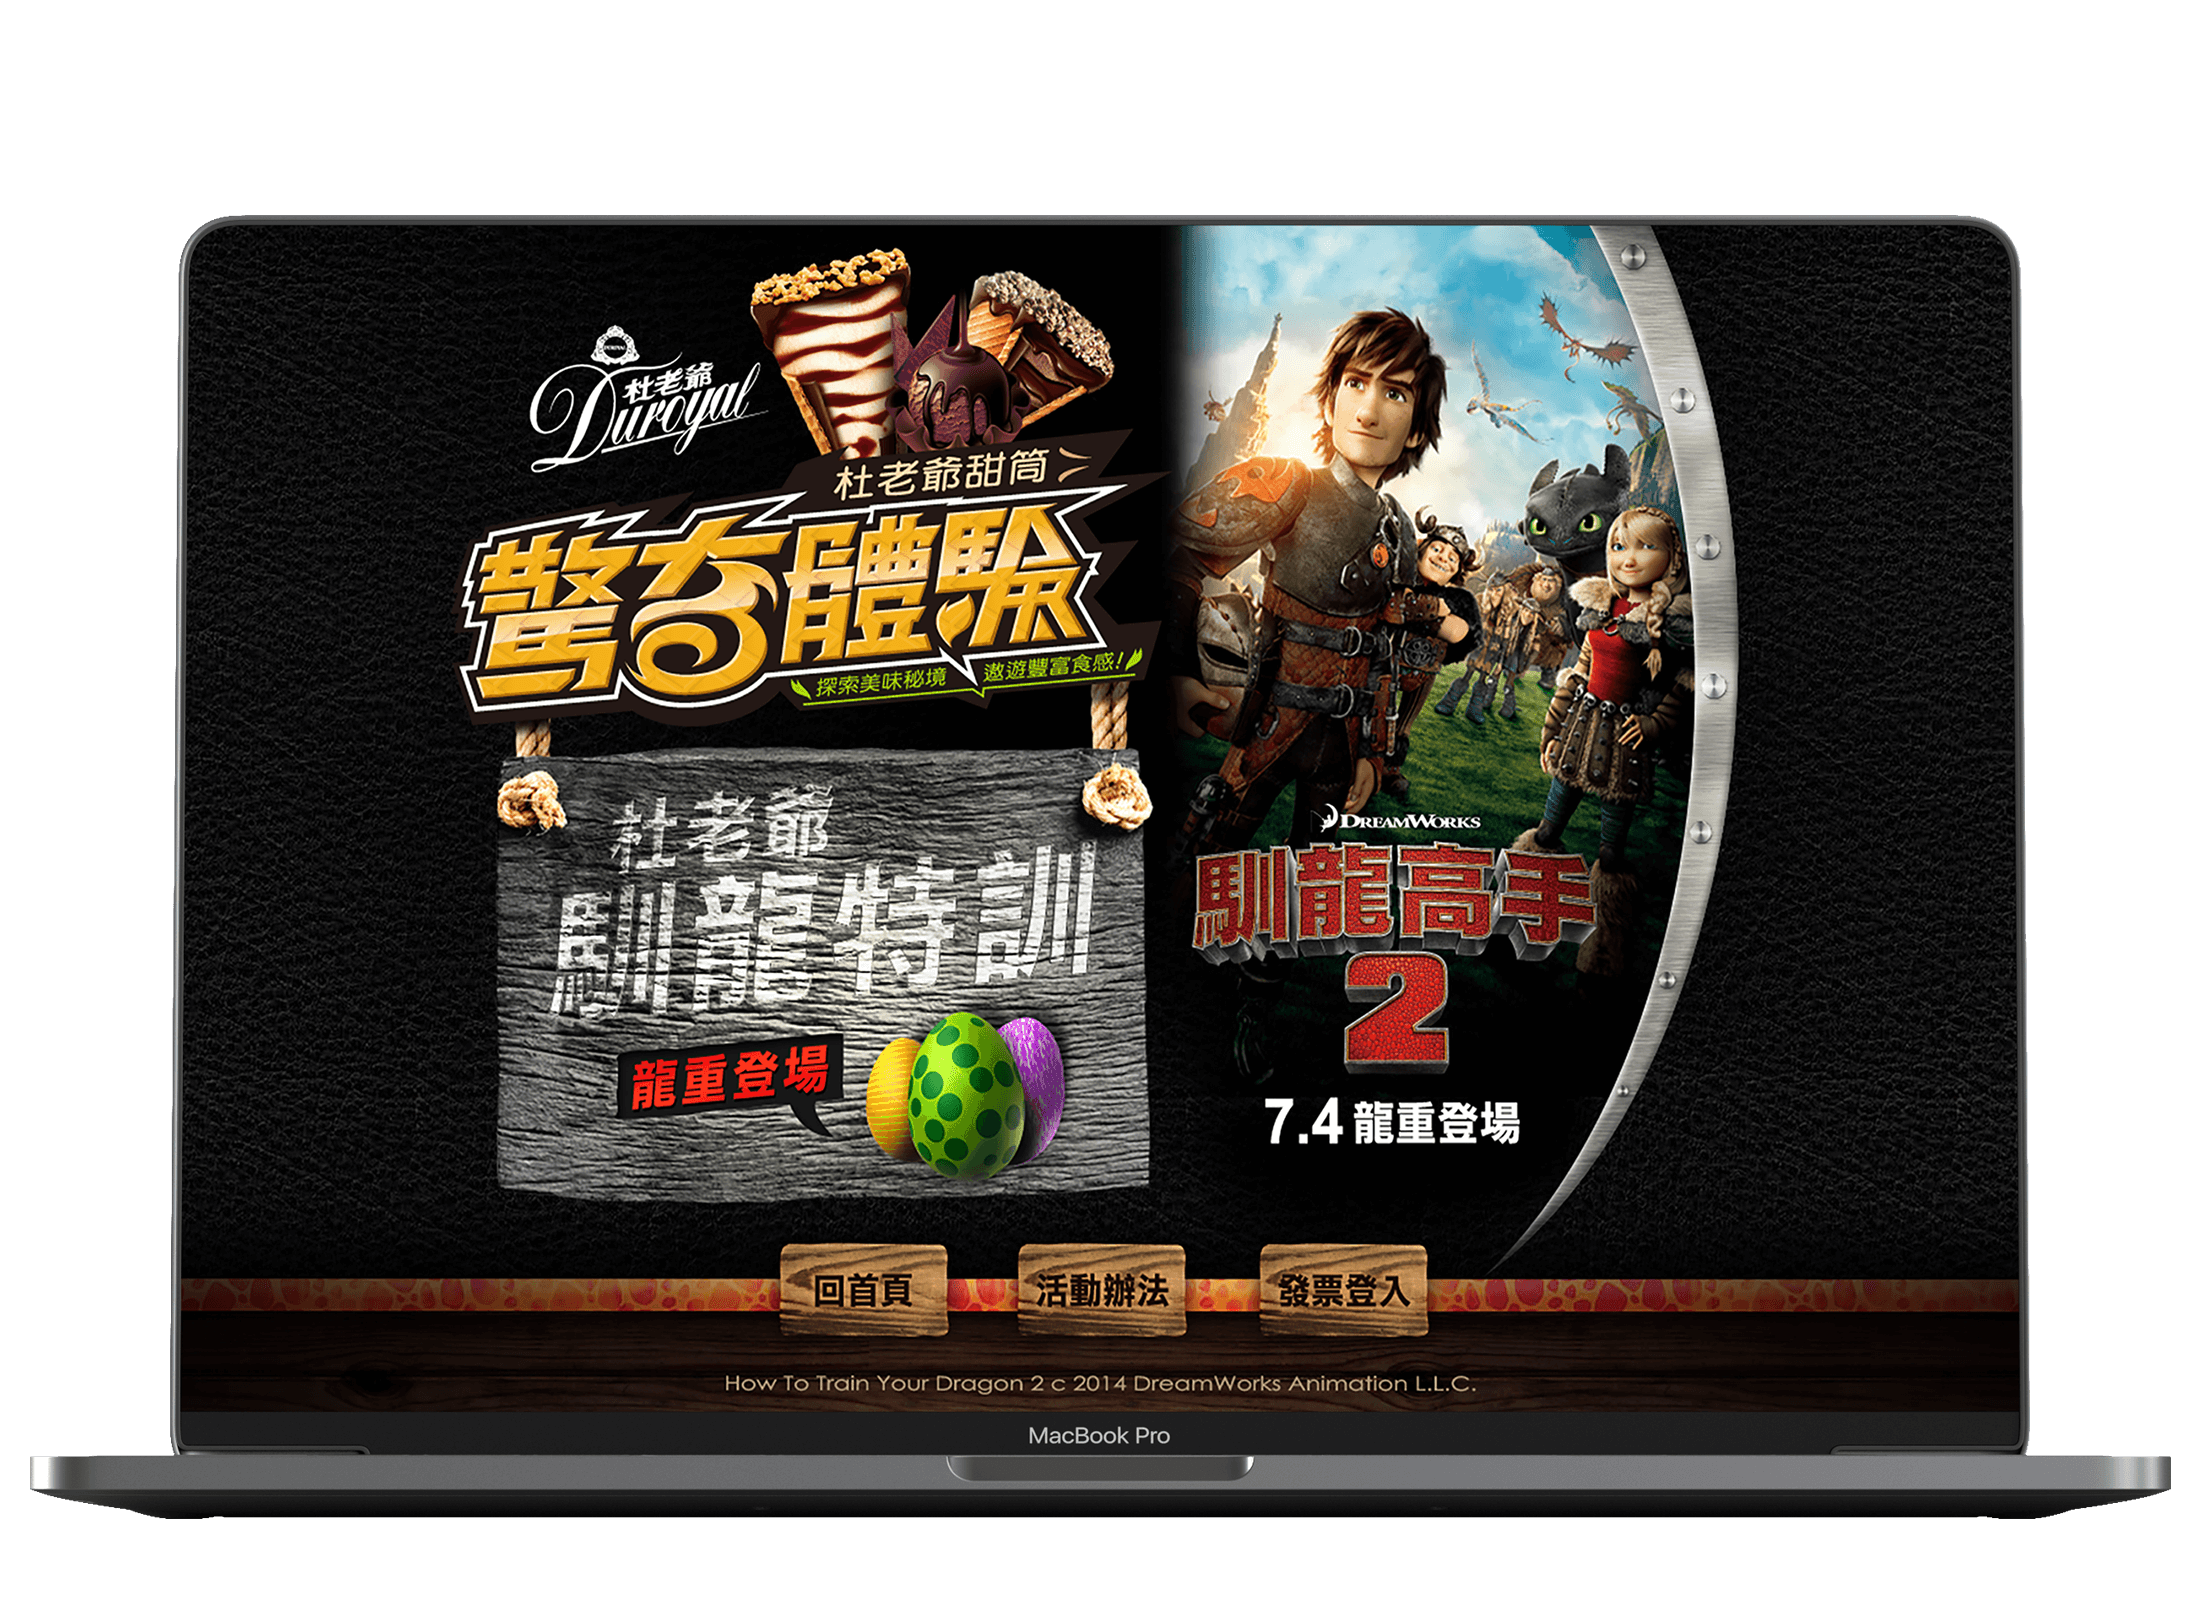 杜老爺
Duroyal
杜老爺甜筒
驚奇體驗
探索美味秘境 遨遊豐富食感!
杜老爺
馴龍特訓
龍重登場
DREAMWORKS
馴龍高手
2
7.4 龍重登場
回首頁
活動辦法
發票登入
How To Train Your Dragon 2 c 2014 DreamWorks Animation L.L.C.
MacBook Pro